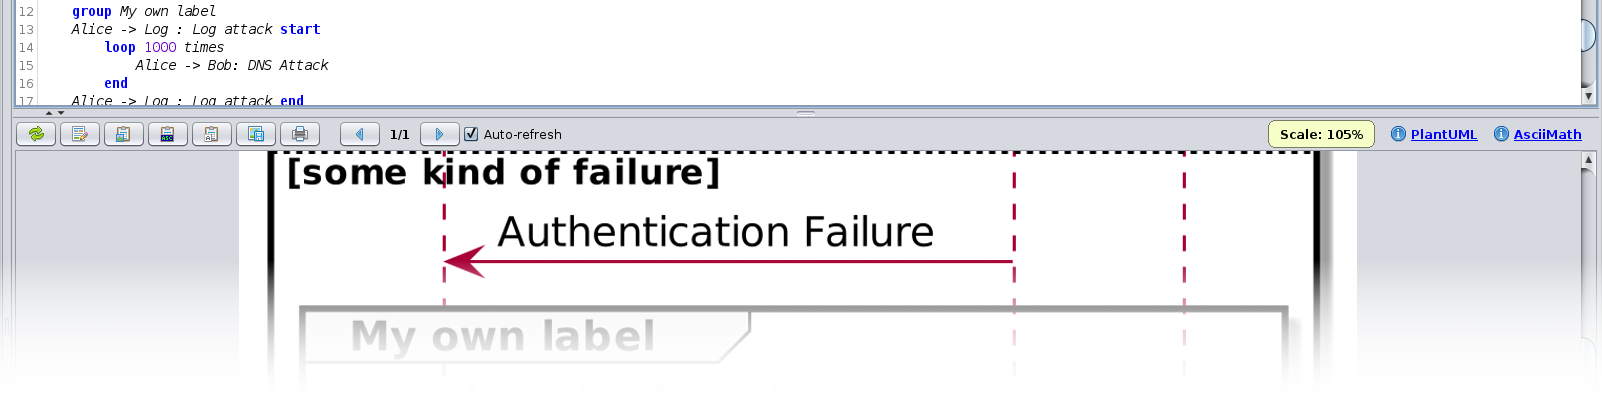 12 group My own label
13 Alice -> Log : Log attack start
14 loop 1000 times
15 Alice -> Bob: DNS Attack
16 end
17 Alice -> Log : Log attack end
1/1 Auto-refresh Scale: 105% PlantUML AsciiMath
[some kind of failure]
Authentication Failure
My own label